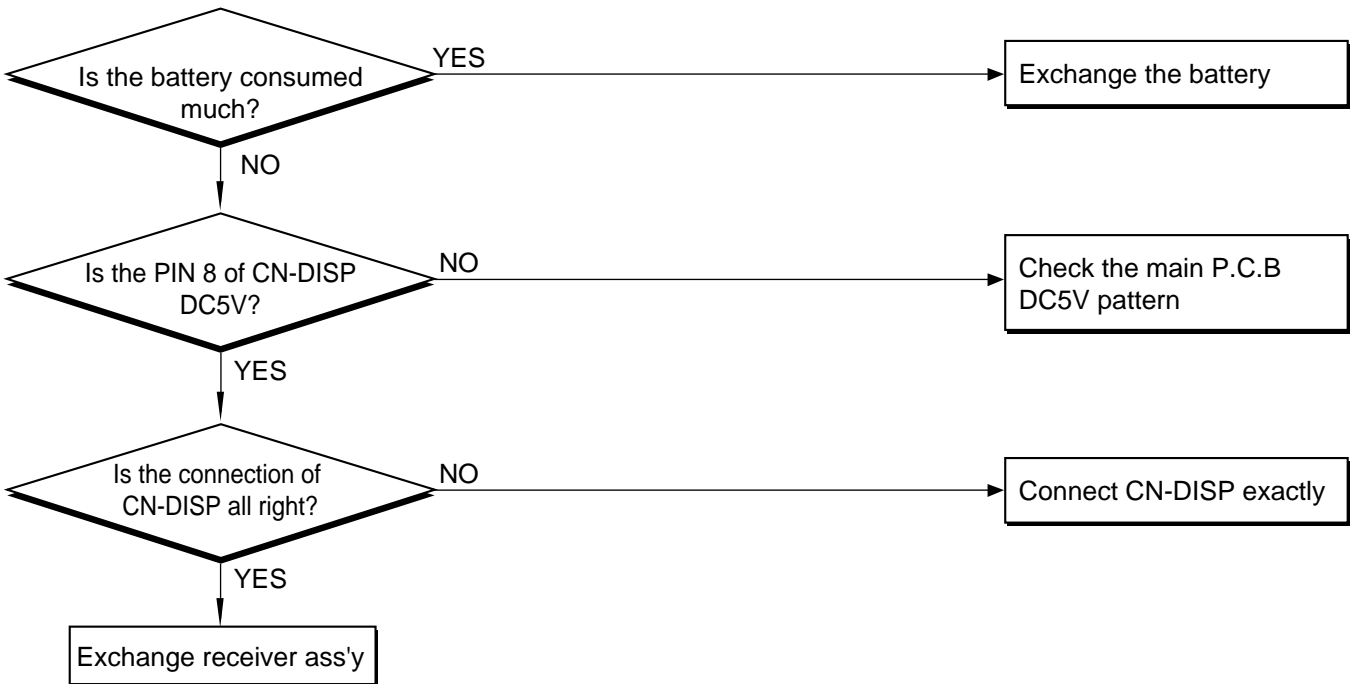 Is the battery consumed
much?
YES
Exchange the battery
NO
Is the PIN 8 of CN-DISP
DC5V?
NO
Check the main P.C.B
DC5V pattern
YES
Is the connection of
CN-DISP all right?
NO
Connect CN-DISP exactly
YES
Exchange receiver ass'y